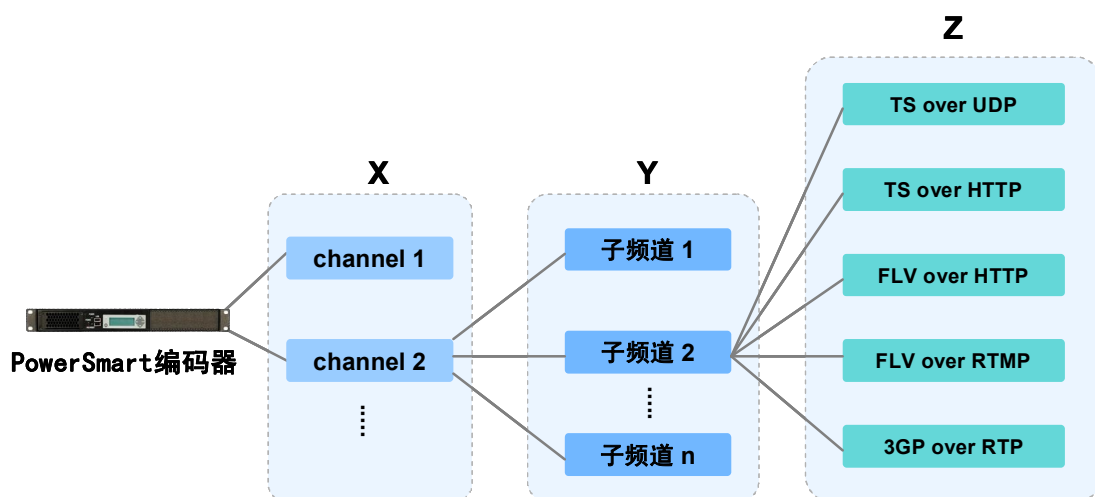 Z
TS over UDP
X
Y
TS over HTTP
channel 1
子频道 1
FLV over HTTP
PowerSmart编码器
channel 2
子频道 2
FLV over RTMP
子频道 n
3GP over RTP